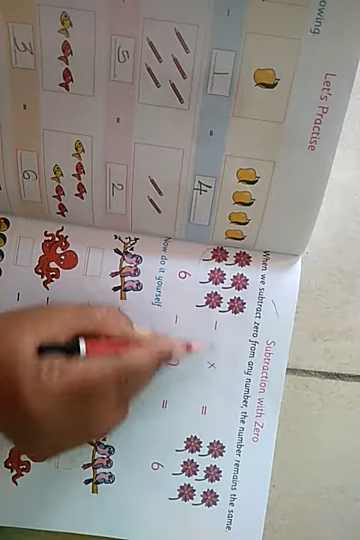 owing
Let's Practise
4 - 1 =
2 - 5 =
6 - 3 =
Subtraction with Zero
When we subtract zero from any number, the number remains the same.
- × =
6 - = 6
Now do it yourself